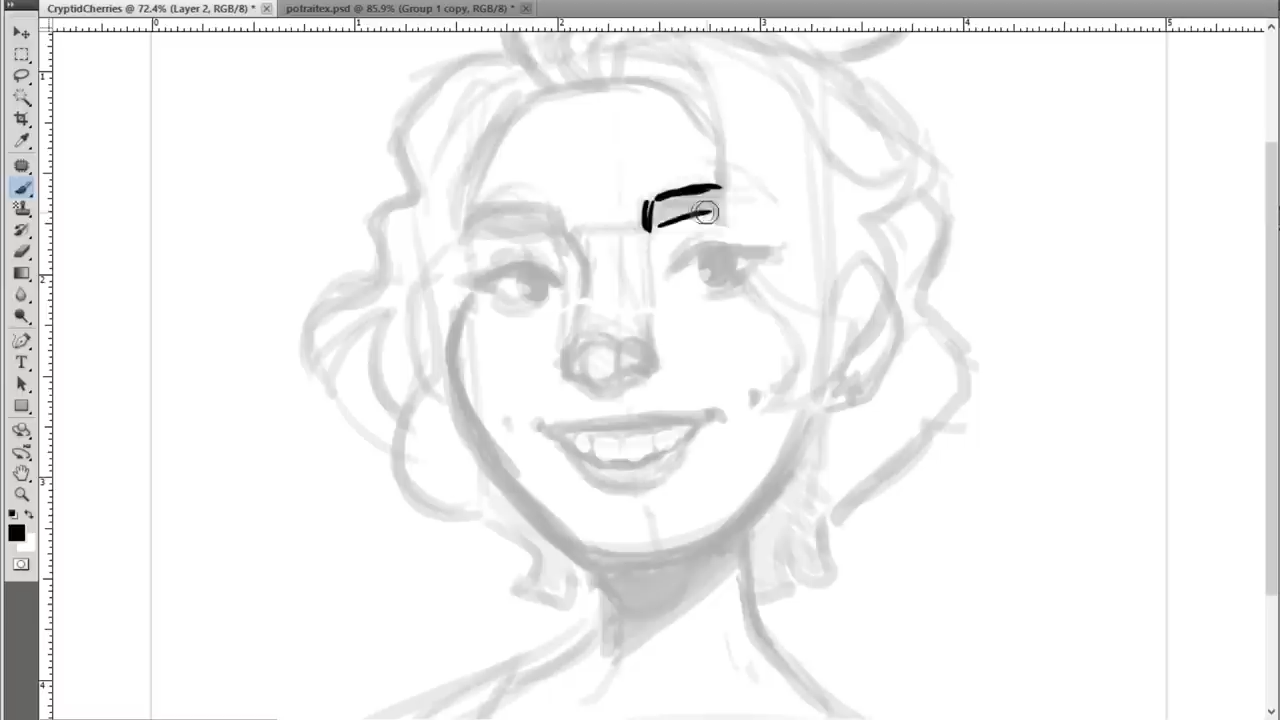 CryptidCherries @ 72.4% (Layer 2, RGB/8) * potraitex.psd @ 85.9% (Group 1 copy, RGB/8) *
0 1 2 3 4 5
1
2
3
4
T